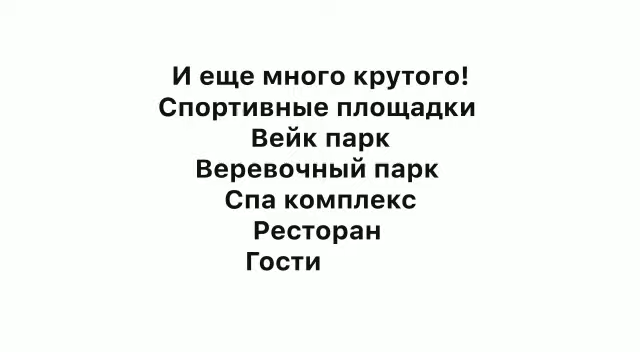 И еще много крутого!
Спортивные площадки
Вейк парк
Веревочный парк
Спа комплекс
Ресторан
Гости